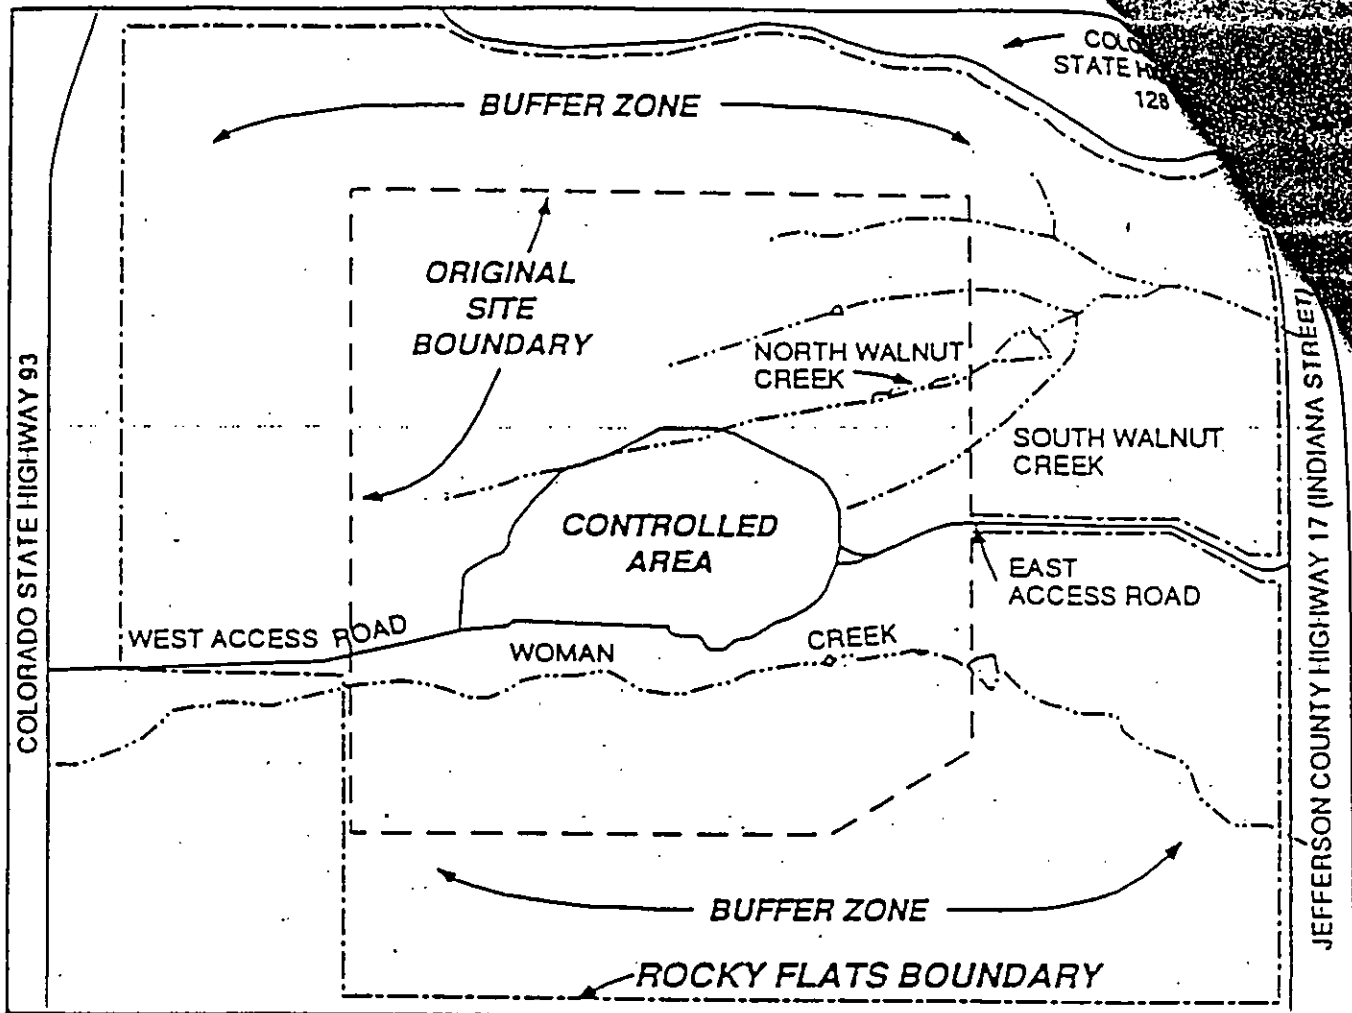 STATE
128
BUFFER ZONE
ORIGINAL
SITE
BOUNDARY
NORTH WALNUT
CREEK
SOUTH WALNUT
CREEK
CONTROLLED
AREA
EAST
ACCESS ROAD
WEST ACCESS ROAD
WOMAN
CREEK
BUFFER ZONE
ROCKY FLATS BOUNDARY
COLORADO STATE HIGHWAY 93
JEFFERSON COUNTY HIGHWAY 17 (INDIANA STREET)